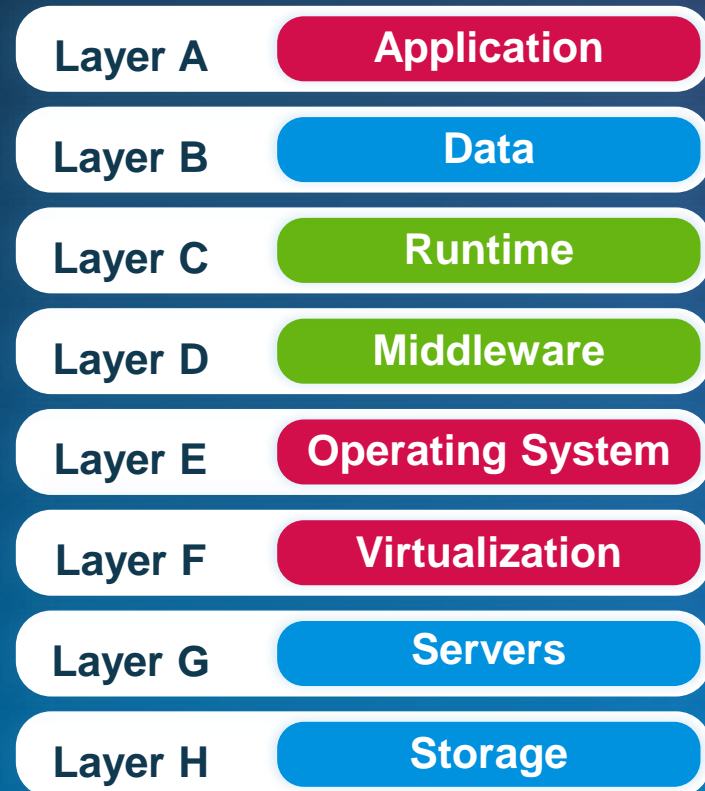 Layer A Application
Layer B Data
Layer C Runtime
Layer D Middleware
Layer E Operating System
Layer F Virtualization
Layer G Servers
Layer H Storage